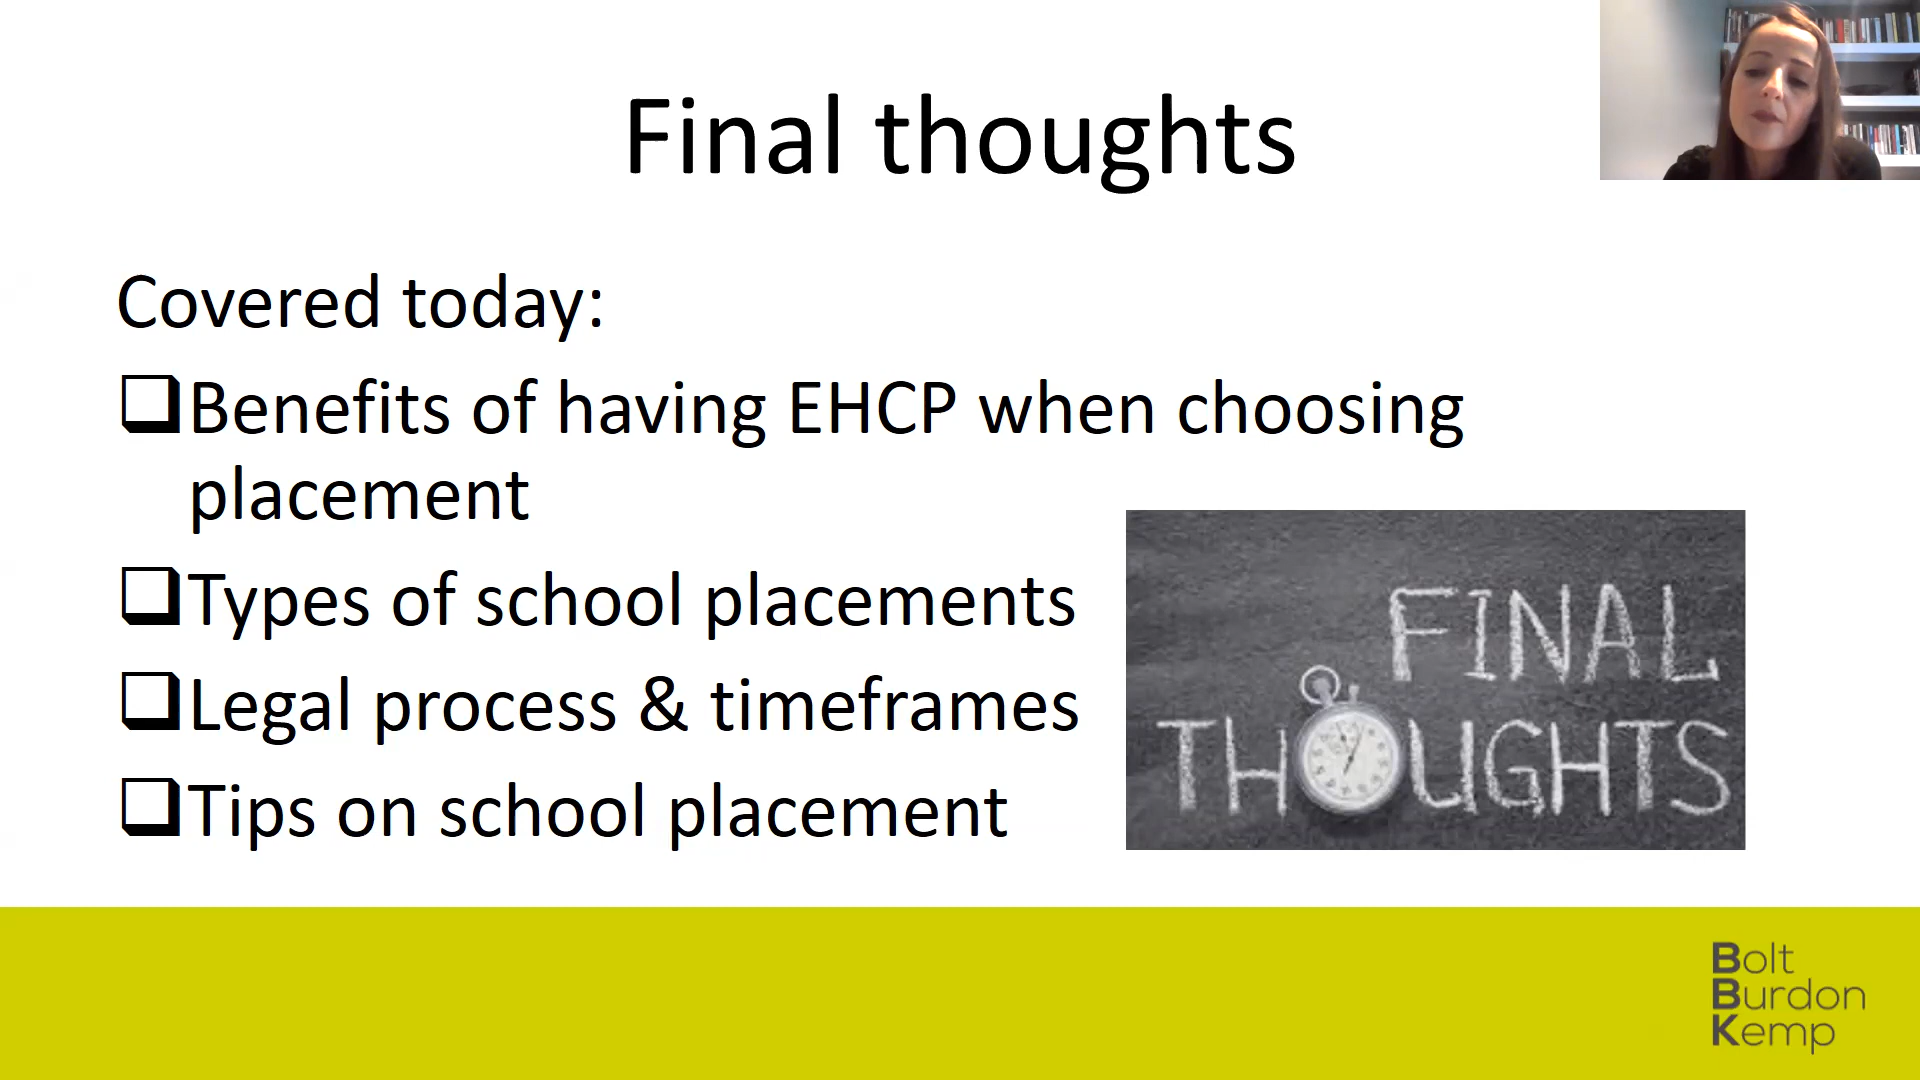 Final thoughts
Covered today:
Benefits of having EHCP when choosing
placement
Types of school placements
Legal process & timeframes
Tips on school placement
FINAL
THOUGHTS
Bolt
Burdon
Kemp